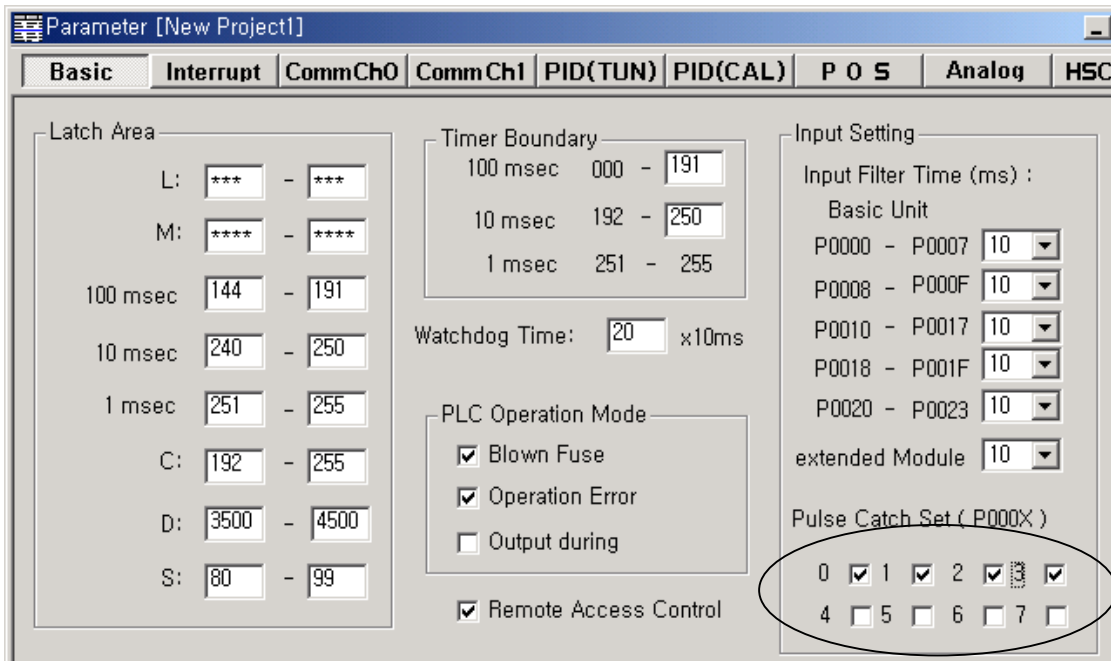 Parameter [New Project1]
Basic Interrupt CommCh0 CommCh1 PID(TUN) PID(CAL) P O S Analog HSC
Latch Area
L: *** - ***
M: **** - ****
100 msec 144 - 191
10 msec 240 - 250
1 msec 251 - 255
C: 192 - 255
D: 3500 - 4500
S: 80 - 99
Timer Boundary
100 msec 000 - 191
10 msec 192 - 250
1 msec 251 - 255
Watchdog Time: 20 x10ms
PLC Operation Mode
Blown Fuse
Operation Error
Output during
Remote Access Control
Input Setting
Input Filter Time (ms) :
Basic Unit
P0000 - P0007 10
P0008 - P000F 10
P0010 - P0017 10
P0018 - P001F 10
P0020 - P0023 10
extended Module 10
Pulse Catch Set ( P000X )
0 1 2 3
4 5 6 7